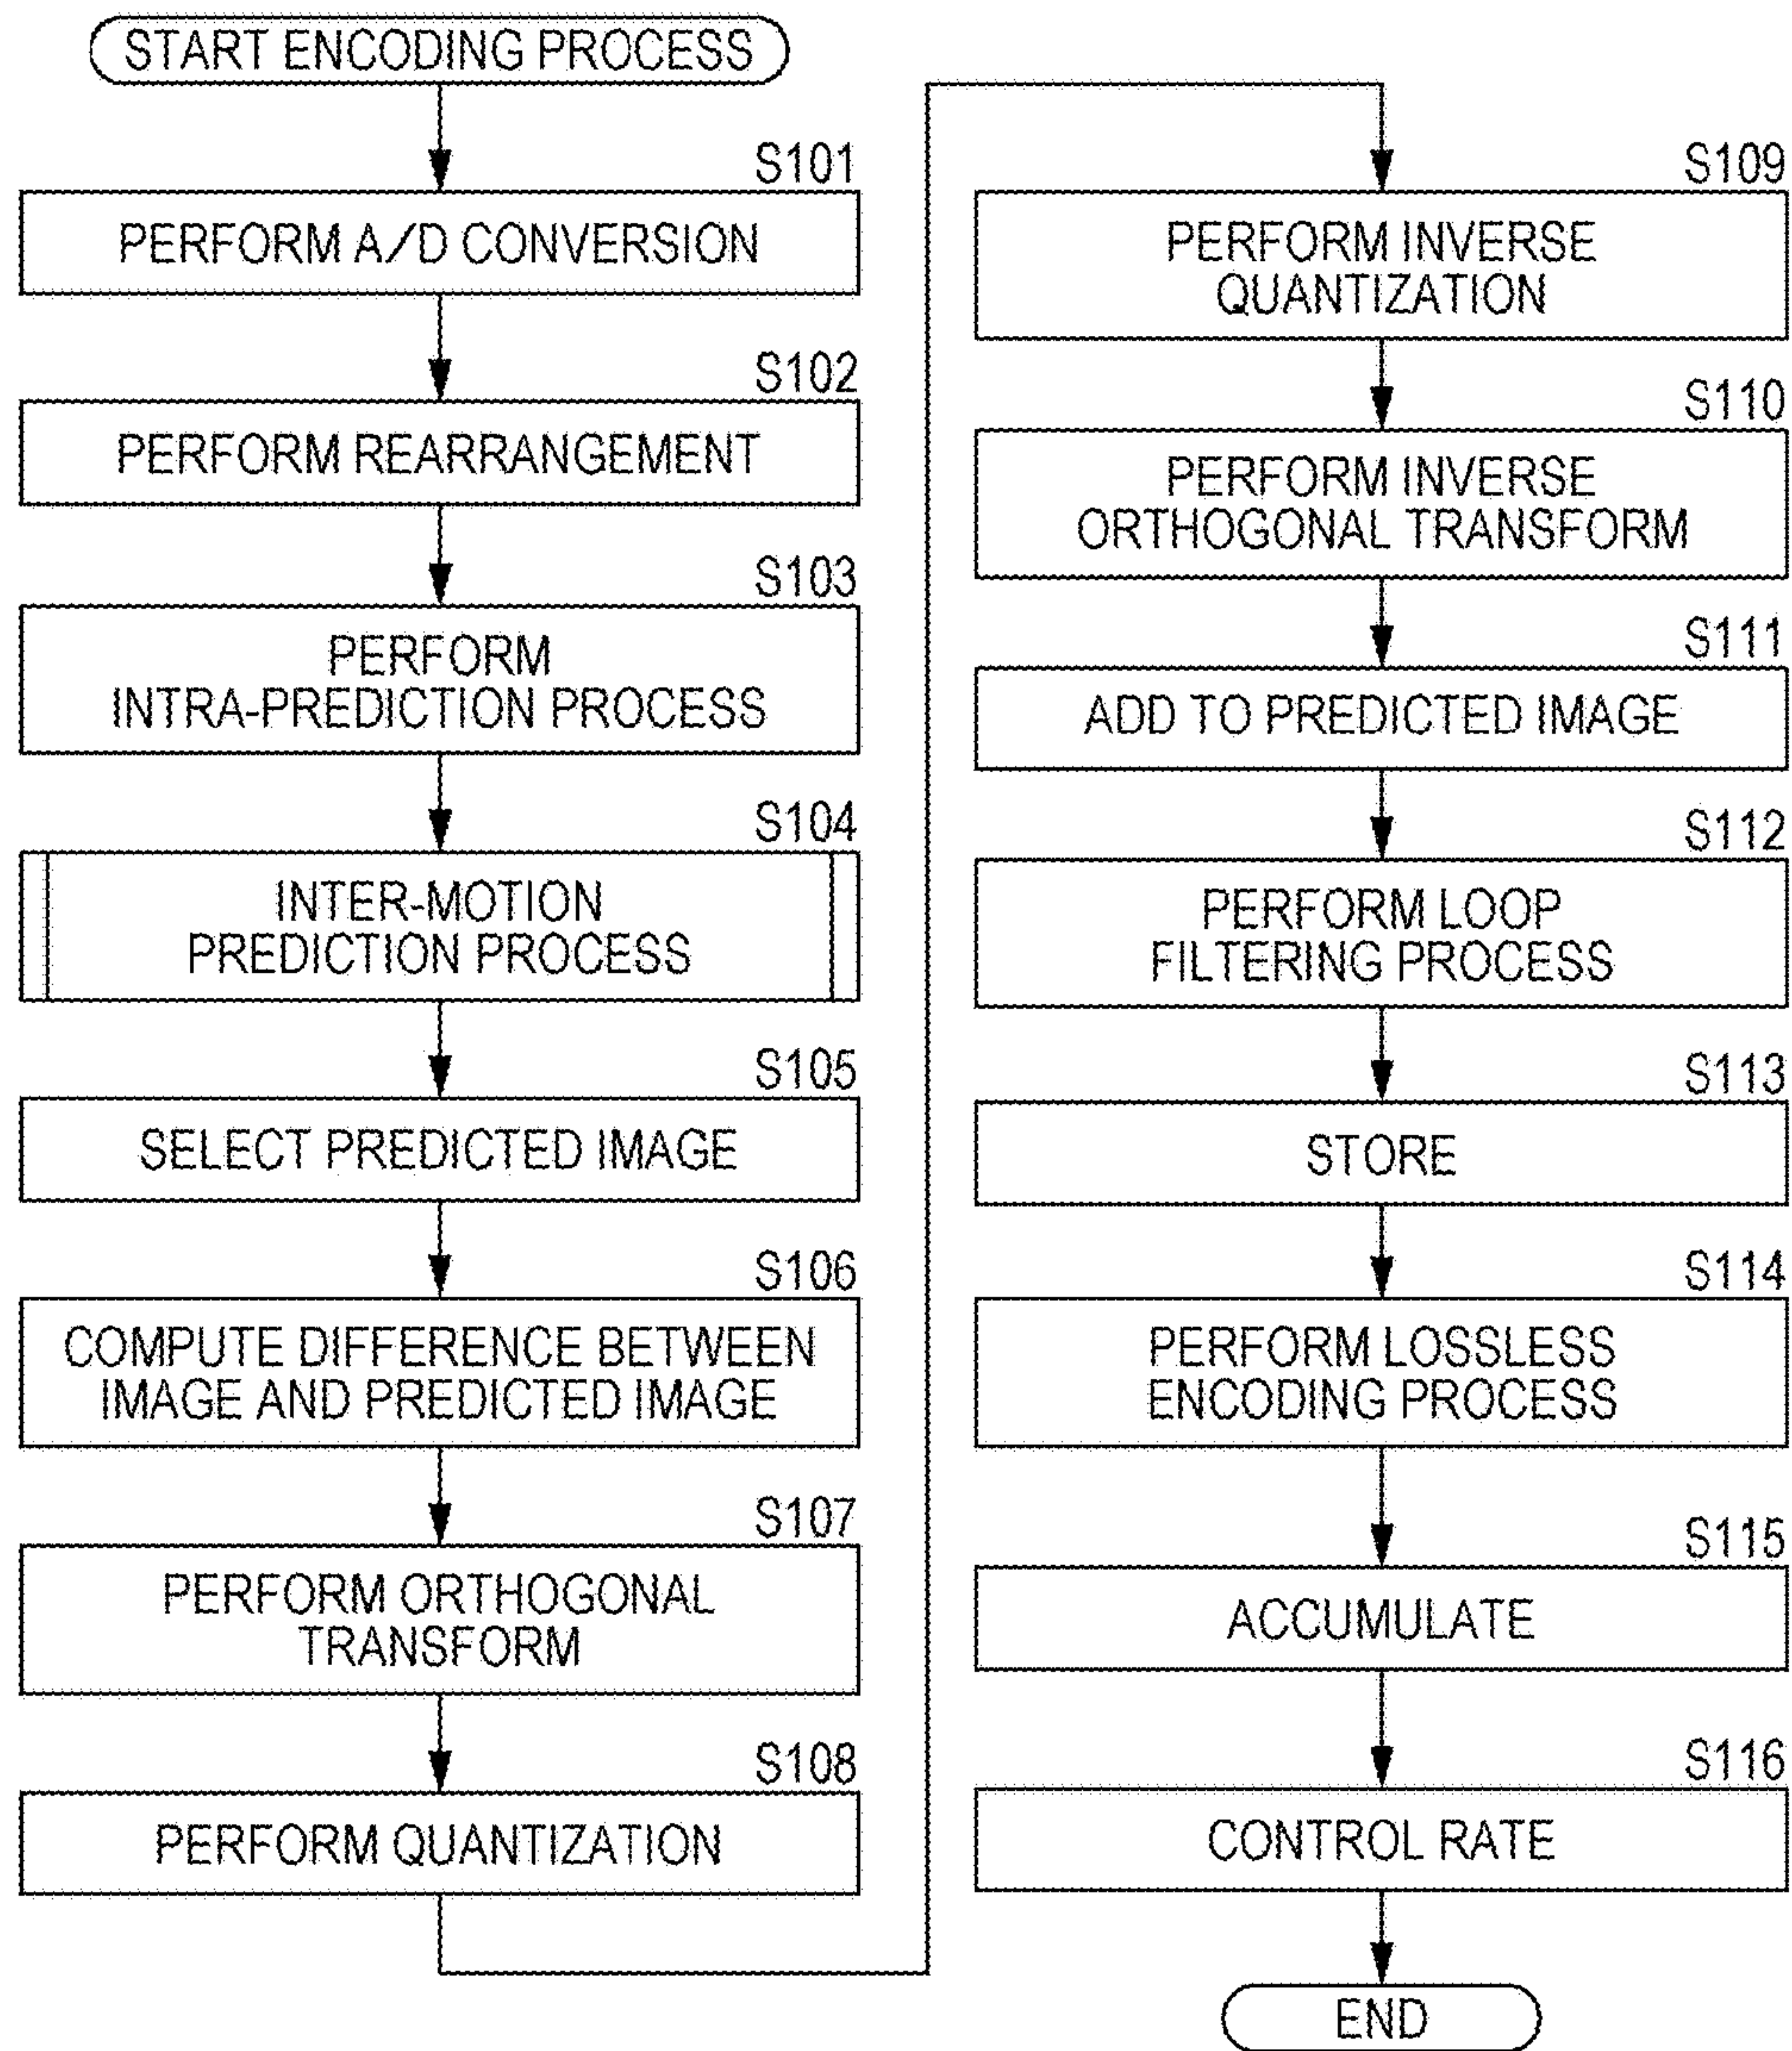 START ENCODING PROCESS
S101
PERFORM A/D CONVERSION
S102
PERFORM REARRANGEMENT
S103
PERFORM
INTRA-PREDICTION PROCESS
S104
INTER-MOTION
PREDICTION PROCESS
S105
SELECT PREDICTED IMAGE
S106
COMPUTE DIFFERENCE BETWEEN
IMAGE AND PREDICTED IMAGE
S107
PERFORM ORTHOGONAL
TRANSFORM
S108
PERFORM QUANTIZATION
S109
PERFORM INVERSE
QUANTIZATION
S110
PERFORM INVERSE
ORTHOGONAL TRANSFORM
S111
ADD TO PREDICTED IMAGE
S112
PERFORM LOOP
FILTERING PROCESS
S113
STORE
S114
PERFORM LOSSLESS
ENCODING PROCESS
S115
ACCUMULATE
S116
CONTROL RATE
END